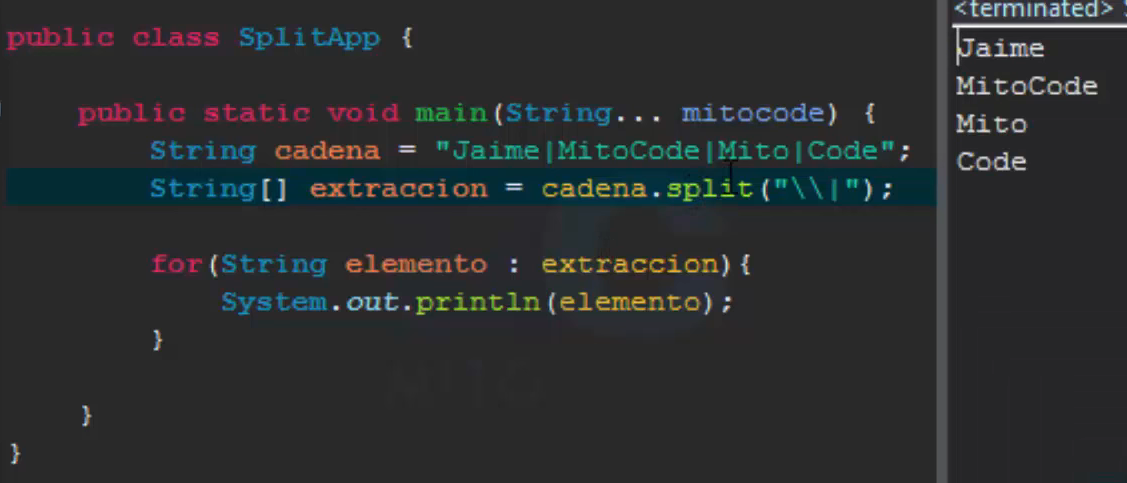 public class SplitApp {
public static void main(String... mitocode) {
String cadena = "Jaime|MitoCode|Mito|Code";
String[] extraccion = cadena.split("\\|");
for(String elemento : extraccion){
System.out.println(elemento);
}
}
}
<terminated>
Jaime
MitoCode
Mito
Code